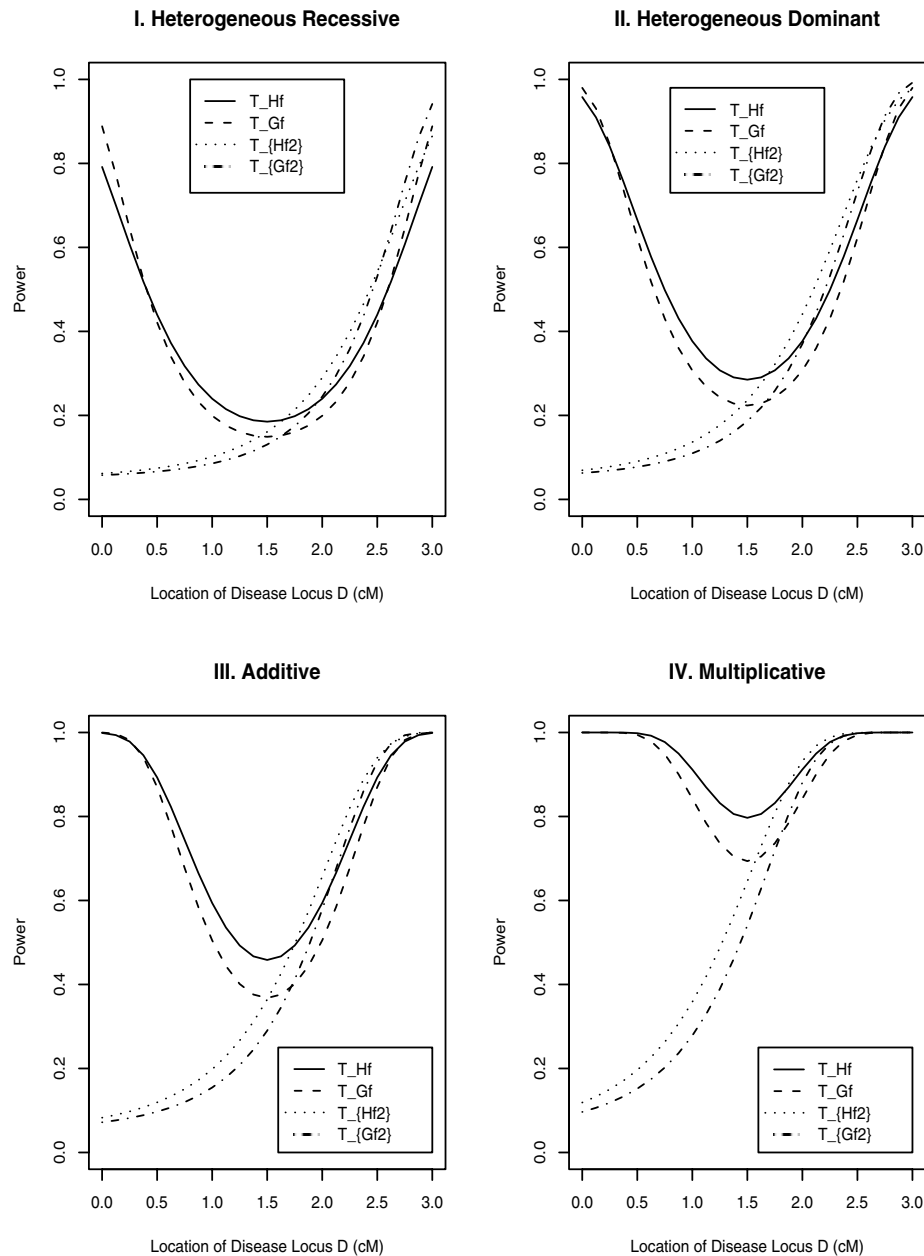 I. Heterogeneous Recessive
1.0
0.8
0.6
0.4
0.2
0.0
Power
T_Hf
T_Gf
T_{Hf2}
T_{Gf2}
0.0 0.5 1.0 1.5 2.0 2.5 3.0
Location of Disease Locus D (cM)
II. Heterogeneous Dominant
1.0
0.8
0.6
0.4
0.2
0.0
Power
T_Hf
T_Gf
T_{Hf2}
T_{Gf2}
0.0 0.5 1.0 1.5 2.0 2.5 3.0
Location of Disease Locus D (cM)
III. Additive
1.0
0.8
0.6
0.4
0.2
0.0
Power
T_Hf
T_Gf
T_{Hf2}
T_{Gf2}
0.0 0.5 1.0 1.5 2.0 2.5 3.0
Location of Disease Locus D (cM)
IV. Multiplicative
1.0
0.8
0.6
0.4
0.2
0.0
Power
T_Hf
T_Gf
T_{Hf2}
T_{Gf2}
0.0 0.5 1.0 1.5 2.0 2.5 3.0
Location of Disease Locus D (cM)